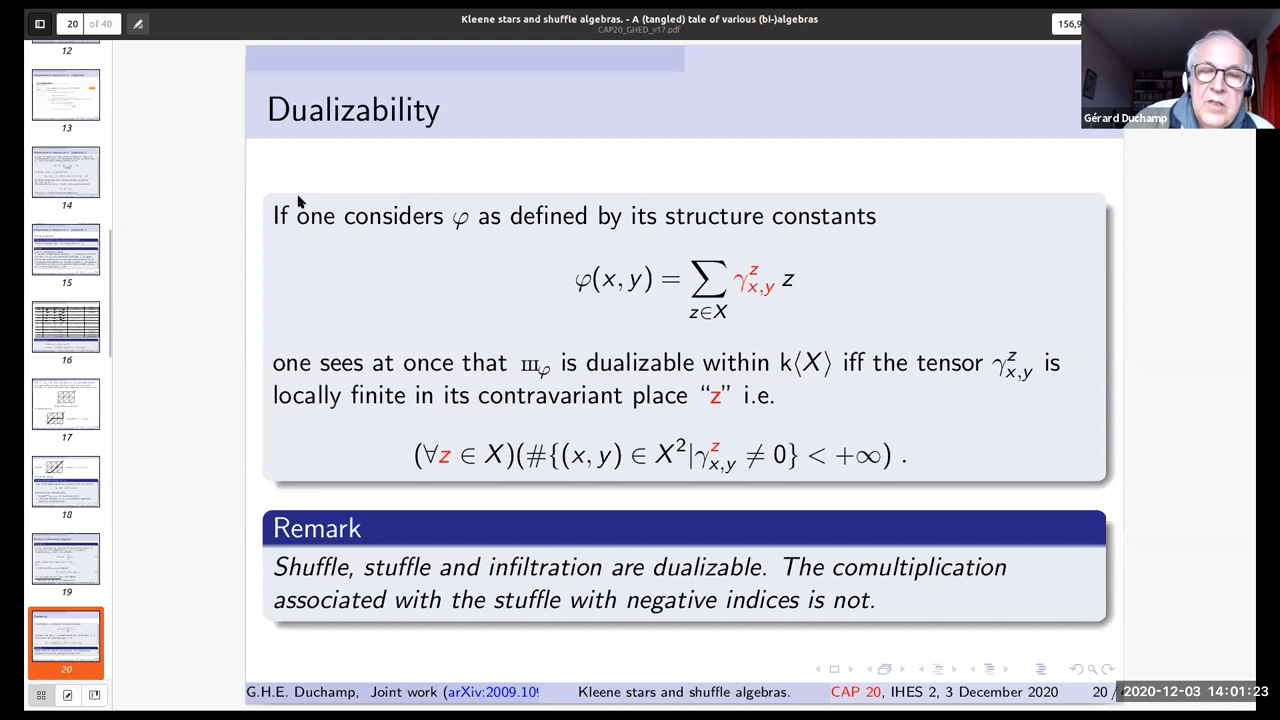 20 of 40
Kleene stars and shuffle algebras. - A (tangled) tale of various (bi-)algebras
CAP20_GHED_v17.pdf
156,9
Gérard Duchamp
12
13
14
15
16
17
18
19
20
Dualizability
If one considers φ as defined by its structure constants
φ(x, y) = ∑_{z∈X} γ^z_{x,y} z
one sees at once that ш_φ is dualizable within k⟨X⟩ iff the tensor γ^z_{x,y} is
locally finite in its contravariant place “z” i.e.
(∀z ∈ X)(#{(x, y) ∈ X²|γ^z_{x,y} ≠ 0} < +∞) .
Remark
Shuffle, stuffle and infiltration are dualizable. The comultiplication
associated with the stuffle with negative indices is not.
G.H.E. Duchamp, Joint work (arXiv:2009.10 Kleene stars and shuffle algebras. CAP 20, IHES 2, 3 December 2020 20 /
2020-12-03 14:01:23